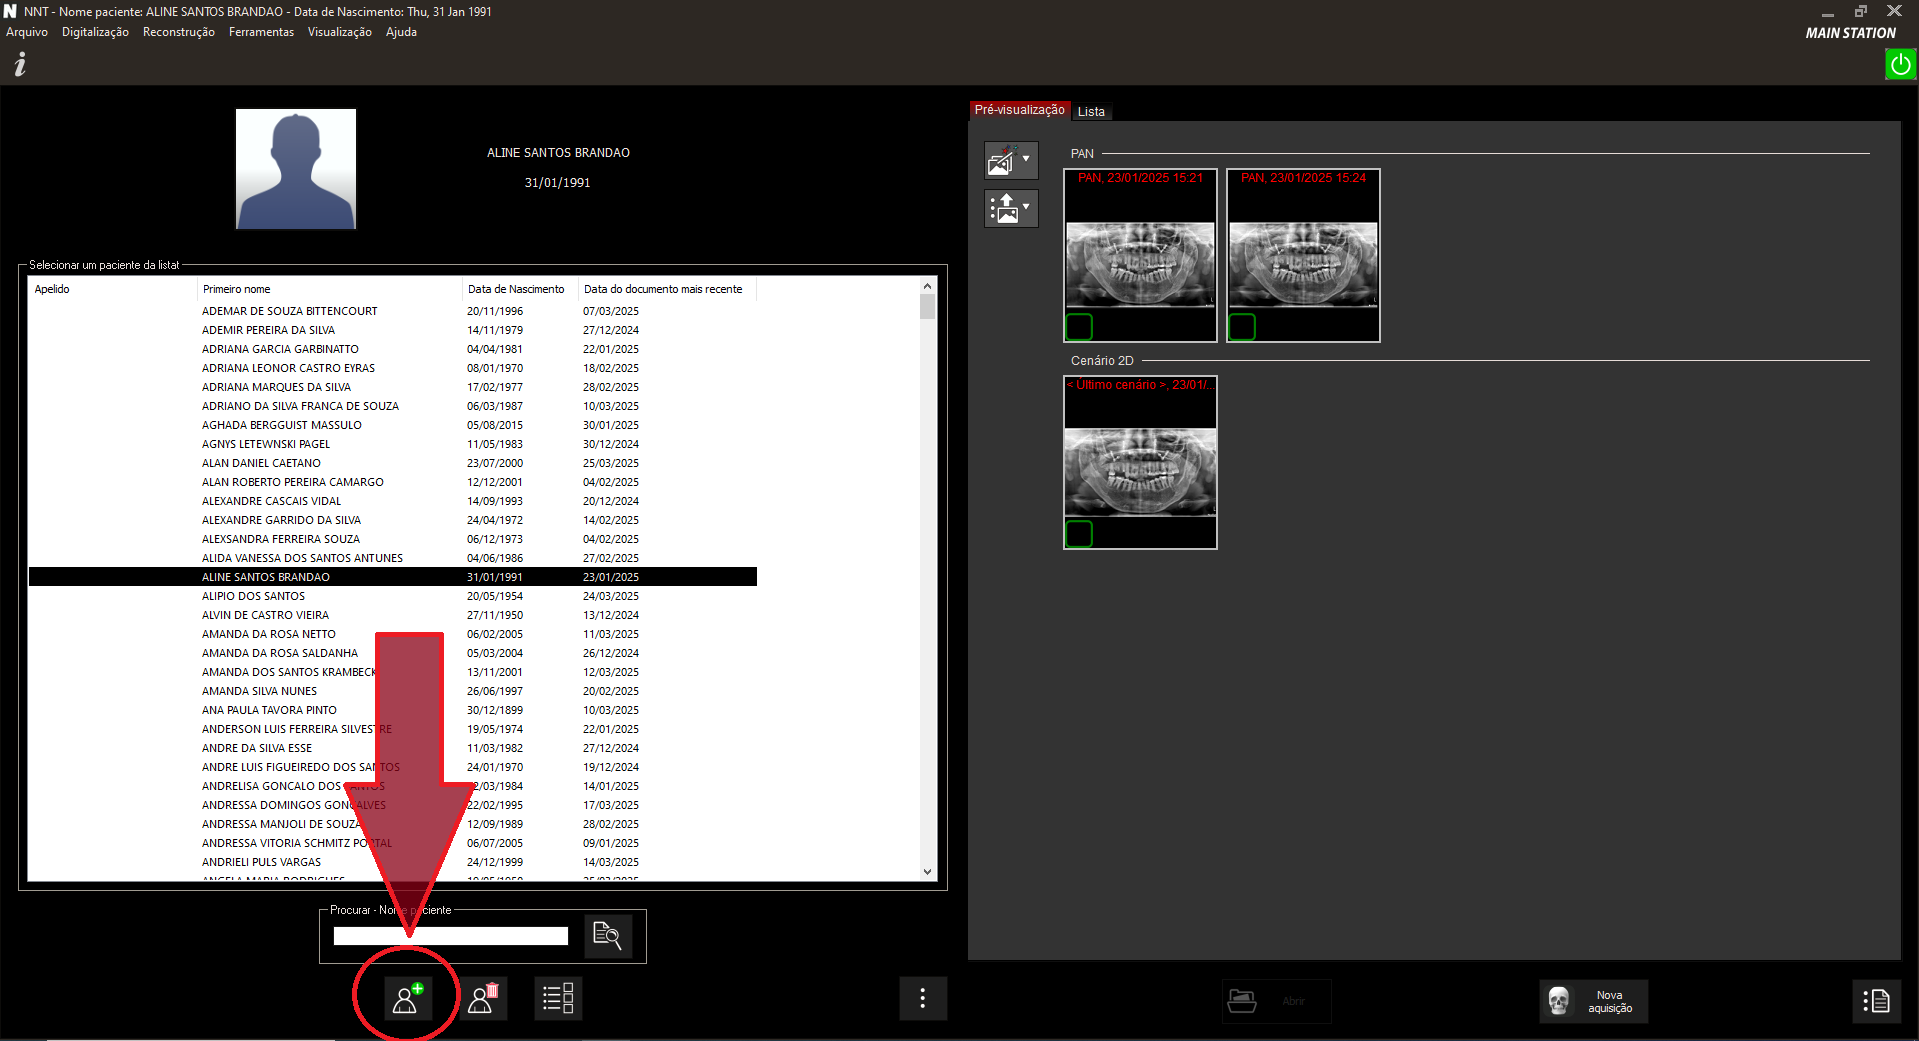 NNT - Nome paciente: ALINE SANTOS BRANDAO - Data de Nascimento: Thu, 31 Jan 1991
Arquivo Digitalização Reconstrução Ferramentas Visualização Ajuda
MAIN STATION
ALINE SANTOS BRANDAO
31/01/1991
Selecionar um paciente da listat
Apelido Primeiro nome Data de Nascimento Data do documento mais recente
ADEMAR DE SOUZA BITTENCOURT 20/11/1996 07/03/2025
ADEMIR PEREIRA DA SILVA 14/11/1979 27/12/2024
ADRIANA GARCIA GARBINATTO 04/04/1981 22/01/2025
ADRIANA LEONOR CASTRO EYRAS 08/01/1970 18/02/2025
ADRIANA MARQUES DA SILVA 17/02/1977 28/02/2025
ADRIANO DA SILVA FRANCA DE SOUZA 06/03/1987 10/03/2025
AGHADA BERGGUIST MASSULO 05/08/2015 30/01/2025
AGNYS LETEWNSKI PAGEL 11/05/1983 30/12/2024
ALAN DANIEL CAETANO 23/07/2000 25/03/2025
ALAN ROBERTO PEREIRA CAMARGO 12/12/2001 04/02/2025
ALEXANDRE CASCAIS VIDAL 14/09/1993 20/12/2024
ALEXANDRE GARRIDO DA SILVA 24/04/1972 14/02/2025
ALEXSANDRA FERREIRA SOUZA 06/12/1973 04/02/2025
ALIDA VANESSA DOS SANTOS ANTUNES 04/06/1986 27/02/2025
ALINE SANTOS BRANDAO 31/01/1991 23/01/2025
ALIPIO DOS SANTOS 20/05/1954 24/03/2025
ALVIN DE CASTRO VIEIRA 27/11/1950 13/12/2024
AMANDA DA ROSA NETTO 06/02/2005 11/03/2025
AMANDA DA ROSA SALDANHA 05/03/2004 26/12/2024
AMANDA DOS SANTOS KRAMBECK 13/11/2001 12/03/2025
AMANDA SILVA NUNES 26/06/1997 20/02/2025
ANA PAULA TAVORA PINTO 30/12/1899 10/03/2025
ANDERSON LUIS FERREIRA SILVESTRE 19/05/1974 22/01/2025
ANDRE DA SILVA ESSE 11/03/1982 27/12/2024
ANDRE LUIS FIGUEIREDO DOS SANTOS 24/01/1970 19/12/2024
ANDRELISA GONCALO DOS SANTOS 2/03/1984 14/01/2025
ANDRESSA DOMINGOS GONCALVES 22/02/1995 17/03/2025
ANDRESSA MANJOLI DE SOUZA 12/09/1989 28/02/2025
ANDRESSA VITORIA SCHMITZ PORTAL 06/07/2005 09/01/2025
ANDRIELI PULS VARGAS 24/12/1999 14/03/2025
ANGELA MARIA RODRIGUES
Procurar - Nome paciente
Pré-visualização Lista
PAN
PAN, 23/01/2025 15:21 PAN, 23/01/2025 15:24
Cenário 2D
< Último cenário >, 23/01/...
Abrir
Nova
aquisição